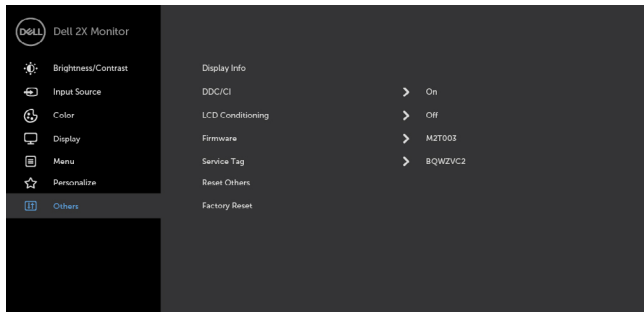 DELL Dell 2X Monitor
Brightness/Contrast Display Info
Input Source DDC/CI On
Color LCD Conditioning Off
Display Firmware M2T003
Menu Service Tag BQWZVC2
Personalize Reset Others
Others Factory Reset